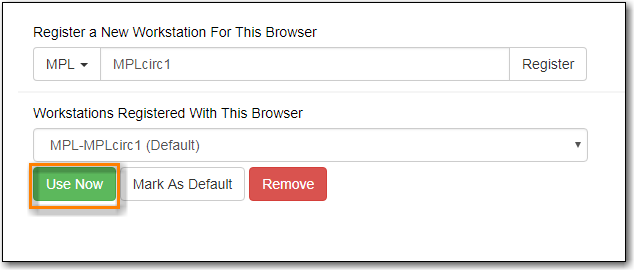 Register a New Workstation For This Browser
MPL MPLcirc1 Register
Workstations Registered With This Browser
MPL-MPLcirc1 (Default)
Use Now Mark As Default Remove